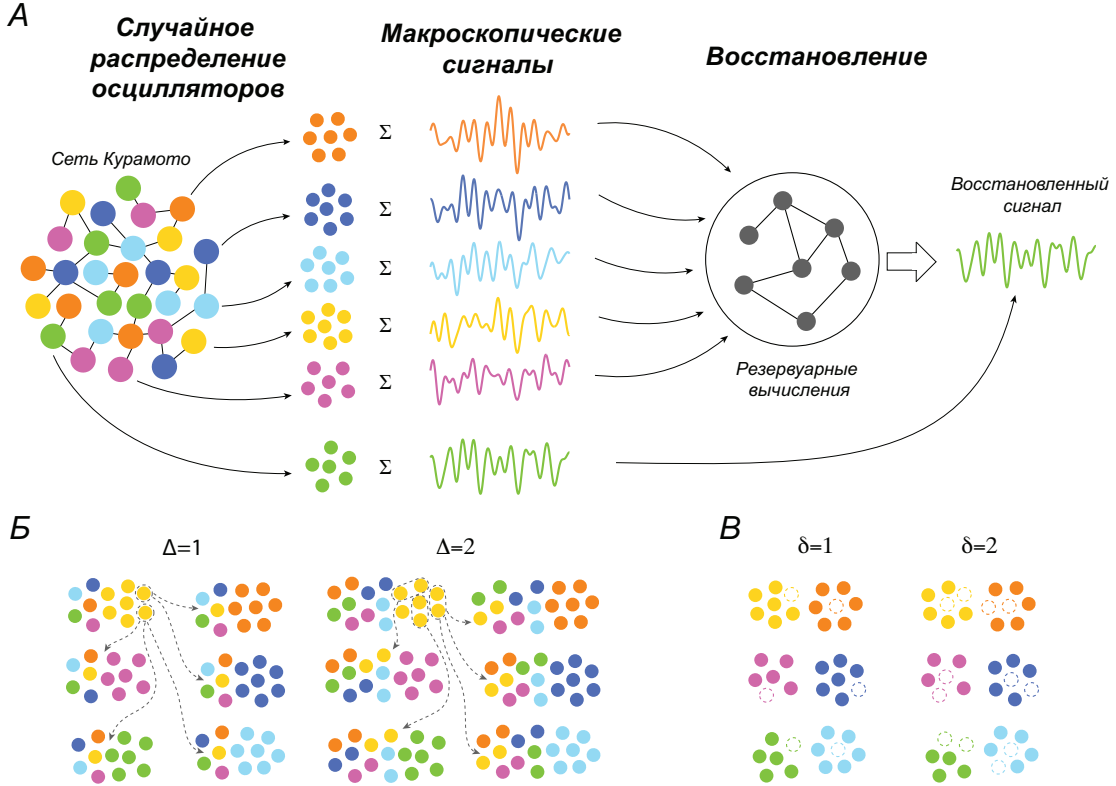 А
Случайное
распределение
осцилляторов
Макроскопические
сигналы
Восстановление
Сеть Курамото
Σ
Σ
Σ
Σ
Σ
Σ
Резервуарные
вычисления
Восстановленный
сигнал
Б
Δ=1
Δ=2
В
δ=1
δ=2